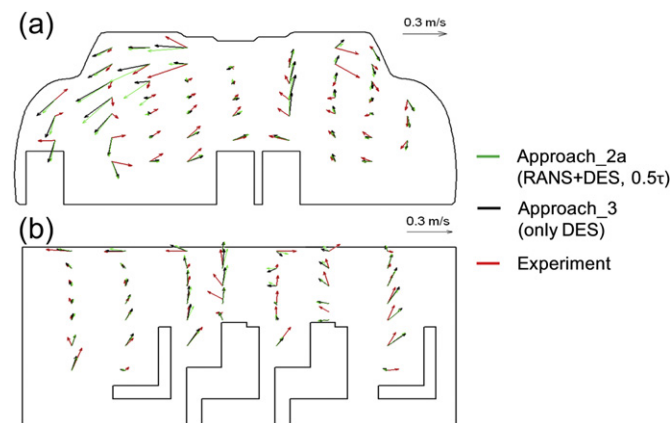 (a)
0.3 m/s
(b)
0.3 m/s
Approach_2a
(RANS+DES, 0.5τ)
Approach_3
(only DES)
Experiment